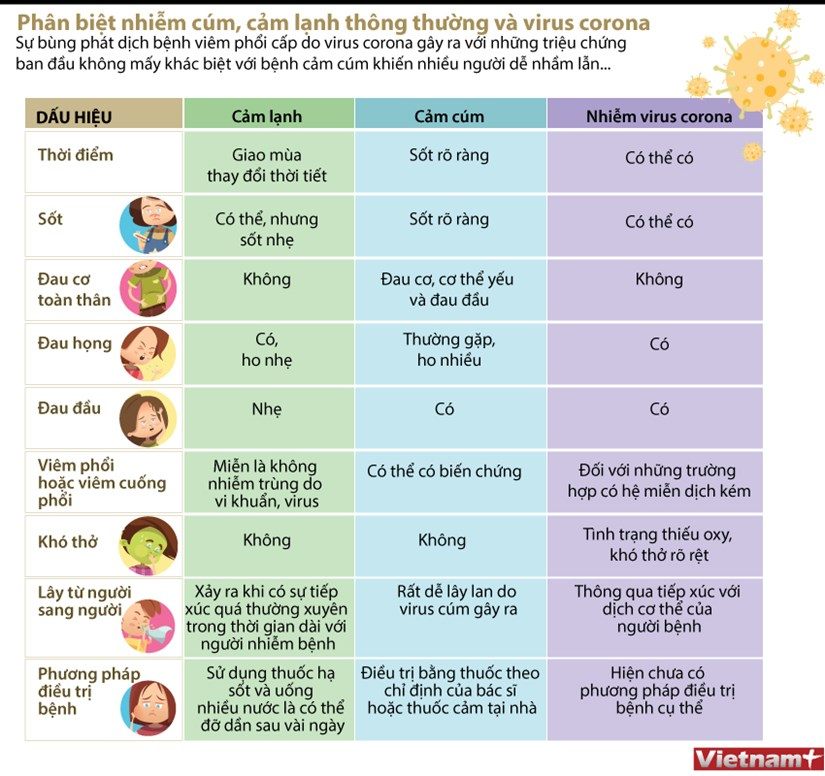 Phân biệt nhiễm cúm, cảm lạnh thông thường và virus corona
Sự bùng phát dịch bệnh viêm phổi cấp do virus corona gây ra với những triệu chứng
ban đầu không mấy khác biệt với bệnh cảm cúm khiến nhiều người dễ nhầm lẫn...
DẤU HIỆU
Cảm lạnh
Cảm cúm
Nhiễm virus corona
Thời điểm
Giao mùa
thay đổi thời tiết
Sốt rõ ràng
Có thể có
Sốt
Có thể, nhưng
sốt nhẹ
Sốt rõ ràng
Có thể có
Đau cơ
toàn thân
Không
Đau cơ, cơ thể yếu
và đau đầu
Không
Đau họng
Có,
ho nhẹ
Thường gặp,
ho nhiều
Có
Đau đầu
Nhẹ
Có
Có
Viêm phổi
hoặc viêm cuống
phổi
Miễn là không
nhiễm trùng do
vi khuẩn, virus
Có thể có biến chứng
Đối với những trường
hợp có hệ miễn dịch kém
Khó thở
Không
Không
Tình trạng thiếu oxy,
khó thở rõ rệt
Lây từ người
sang người
Xảy ra khi có sự tiếp
xúc quá thường xuyên
trong thời gian dài với
người nhiễm bệnh
Rất dễ lây lan do
virus cúm gây ra
Thông qua tiếp xúc với
dịch cơ thể của
người bệnh
Phương pháp
điều trị
bệnh
Sử dụng thuốc hạ
sốt và uống
nhiều nước là có thể
đỡ dần sau vài ngày
Điều trị bằng thuốc theo
chỉ định của bác sĩ
hoặc thuốc cảm tại nhà
Hiện chưa có
phương pháp điều trị
bệnh cụ thể
Vietnam+